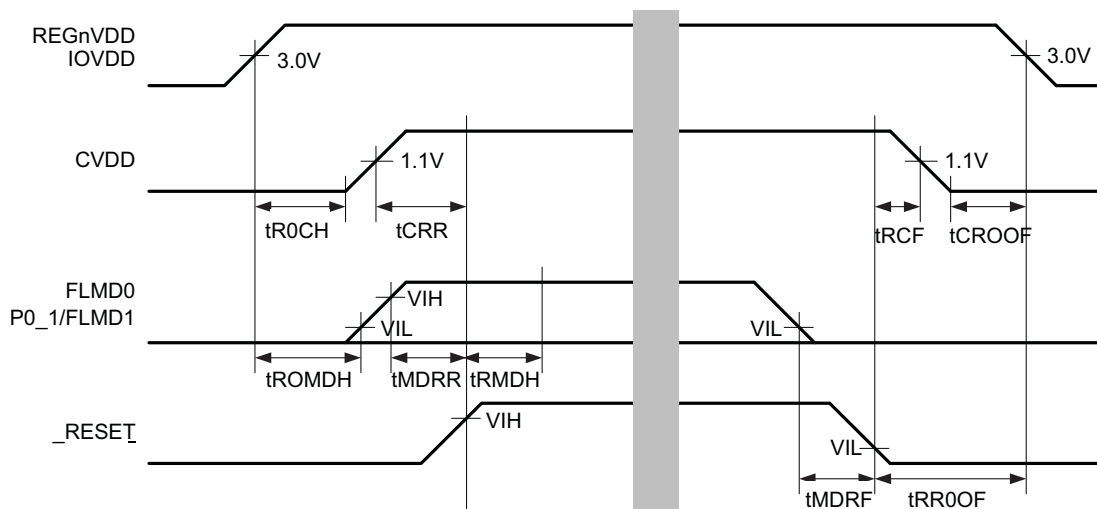 REGnVDD
IOVDD
3.0V
3.0V
CVDD
1.1V
1.1V
tR0CH
tCRR
tRCF
tCROOF
FLMD0
P0_1/FLMD1
VIH
VIL
VIL
tROMDH
tMDRR
tRMDH
_RESET
VIH
VIL
tMDRF
tRR0OF